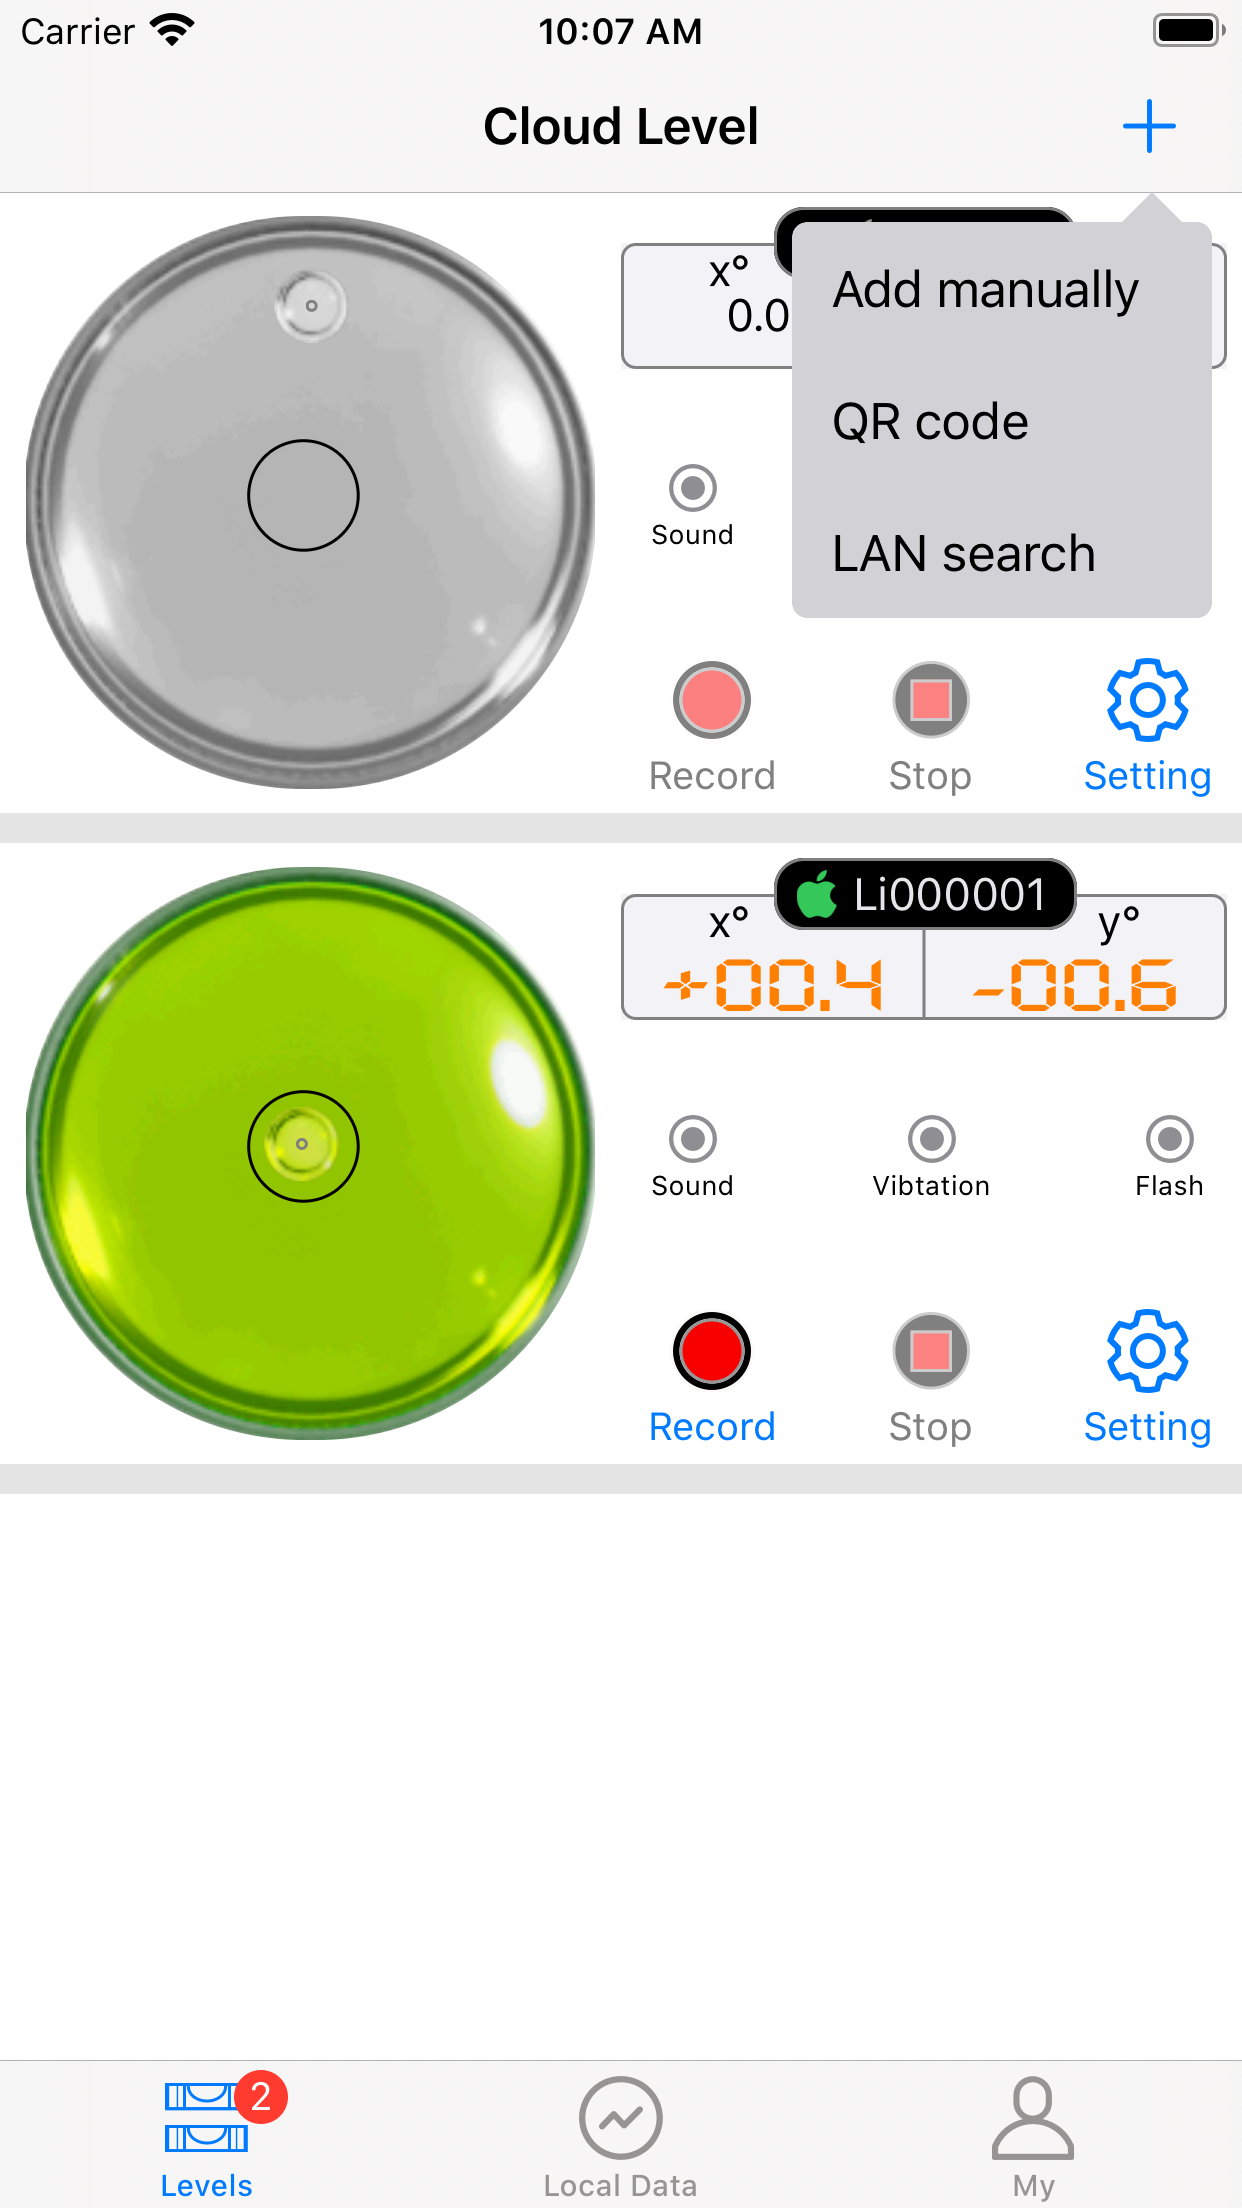 Carrier 10:07 AM
Cloud Level
Add manually
QR code
LAN search
x°
0.0
Sound
Record Stop Setting
Li000001
x° y°
+00.4 -00.6
Sound Vibtation Flash
Record Stop Setting
2
Levels Local Data My